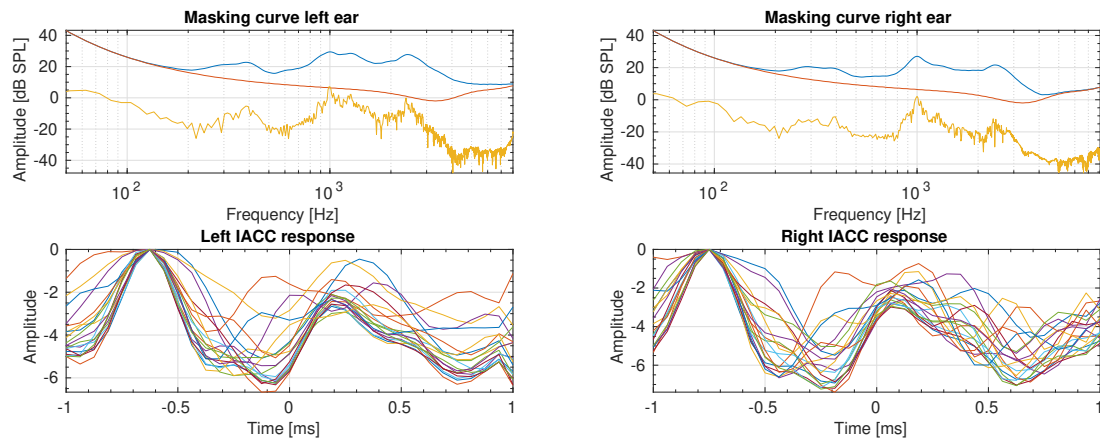 Masking curve left ear
Amplitude [dB SPL]
40
20
0
-20
-40
10 2
10 3
Frequency [Hz]
Masking curve right ear
Amplitude [dB SPL]
40
20
0
-20
-40
10 2
10 3
Frequency [Hz]
Left IACC response
Amplitude
0
-2
-4
-6
-1
-0.5
0
0.5
1
Time [ms]
Right IACC response
Amplitude
0
-2
-4
-6
-1
-0.5
0
0.5
1
Time [ms]